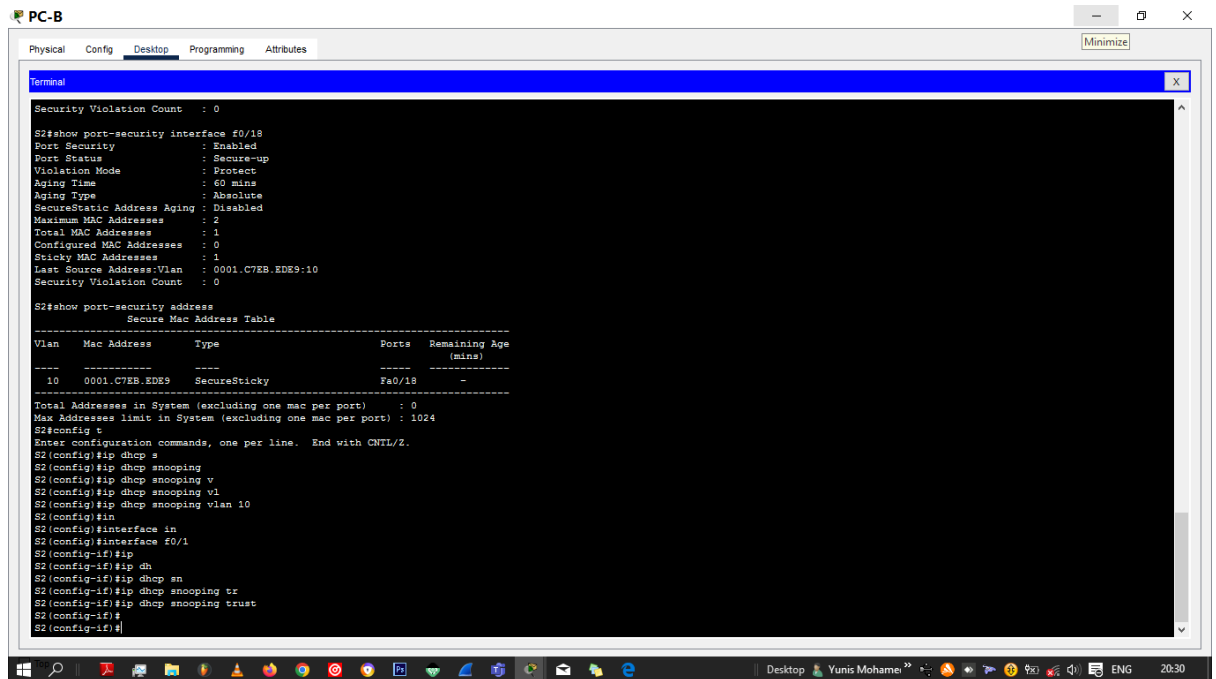 PC-B
Minimize
Physical Config Desktop Programming Attributes
Terminal
X
Security Violation Count : 0
S2#show port-security interface f0/18
Port Security : Enabled
Port Status : Secure-up
Violation Mode : Protect
Aging Time : 60 mins
Aging Type : Absolute
SecureStatic Address Aging : Disabled
Maximum MAC Addresses : 2
Total MAC Addresses : 1
Configured MAC Addresses : 0
Sticky MAC Addresses : 1
Last Source Address:Vlan : 0001.C7EB.EDE9:10
Security Violation Count : 0
S2#show port-security address
Secure Mac Address Table
-----------------------------------------------------------------------------
Vlan Mac Address Type Ports Remaining Age
(mins)
---- ----------- ---- ----- -------------
10 0001.C7EB.EDE9 SecureSticky Fa0/18 -
-----------------------------------------------------------------------------
Total Addresses in System (excluding one mac per port) : 0
Max Addresses limit in System (excluding one mac per port) : 1024
S2#config t
Enter configuration commands, one per line. End with CNTL/Z.
S2(config)#ip dhcp s
S2(config)#ip dhcp snooping
S2(config)#ip dhcp snooping v
S2(config)#ip dhcp snooping vl
S2(config)#ip dhcp snooping vlan 10
S2(config)#in
S2(config)#interface in
S2(config)#interface f0/1
S2(config-if)#ip
S2(config-if)#ip dh
S2(config-if)#ip dhcp sn
S2(config-if)#ip dhcp snooping tr
S2(config-if)#ip dhcp snooping trust
S2(config-if)#
S2(config-if)#
Top
Ps
Desktop Yunis Mohame ENG 20:30